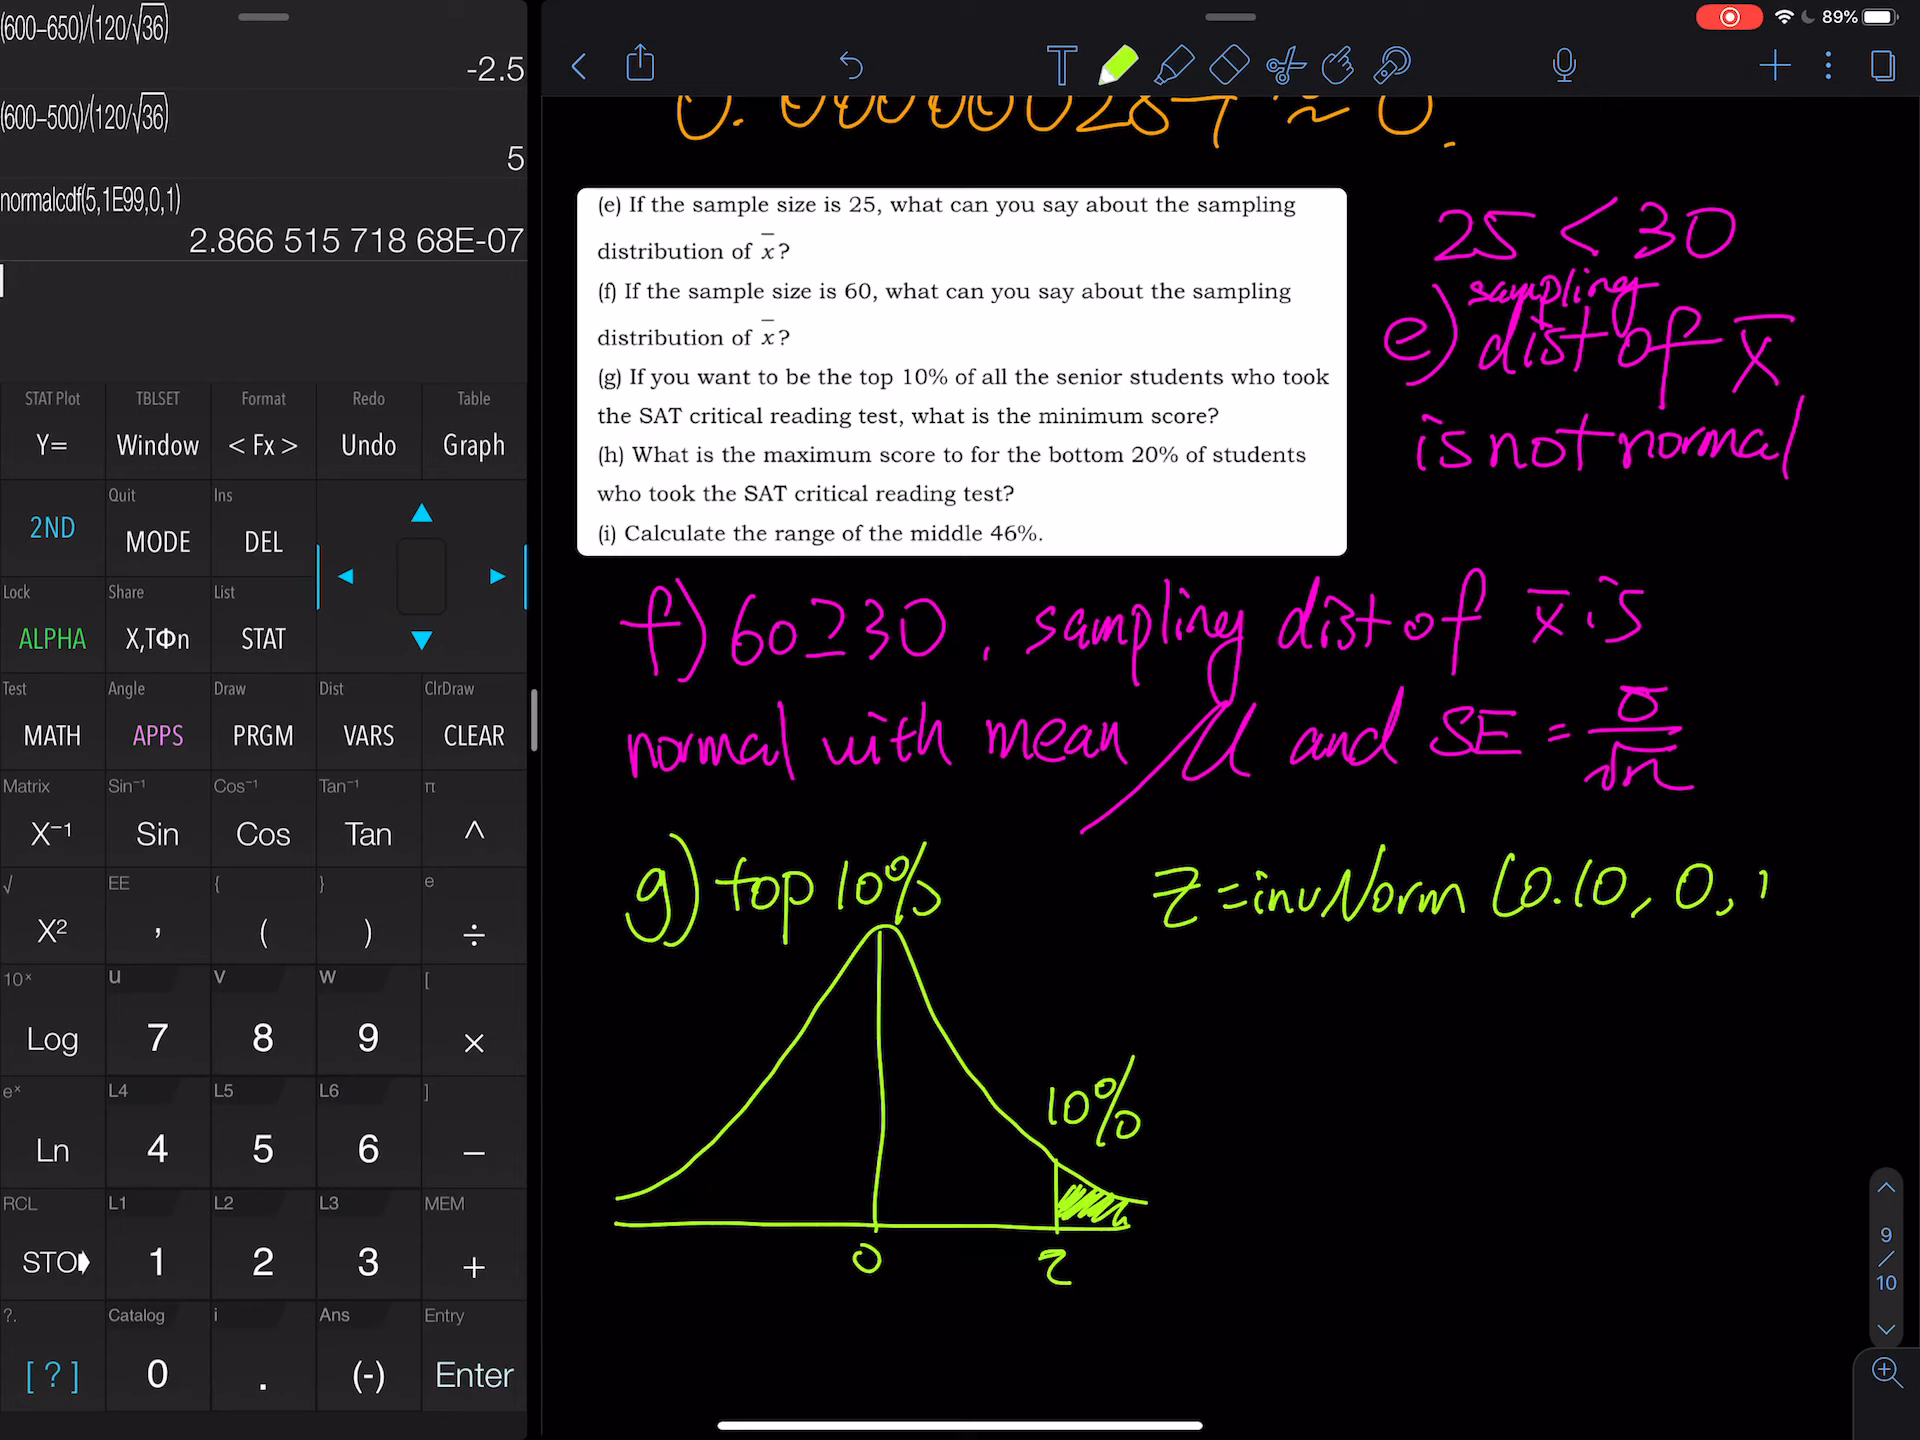 (600–650)/(120/√36)
-2.5
(600–500)/(120/√36)
5
normalcdf(5,1E99,0,1)
2.866 515 718 68E-07
STAT Plot TBLSET Format Redo Table
Y= Window < Fx > Undo Graph
Quit Ins
2ND MODE DEL
Lock Share List
ALPHA X,TΦn STAT
Test Angle Draw Dist ClrDraw
MATH APPS PRGM VARS CLEAR
Matrix Sin⁻¹ Cos⁻¹ Tan⁻¹ π
X⁻¹ Sin Cos Tan ^
√ EE { } e
X² , ( ) ÷
10ˣ u v w [
Log 7 8 9 ×
eˣ L4 L5 L6 ]
Ln 4 5 6 –
RCL L1 L2 L3 MEM
STO 1 2 3 +
?. Catalog i Ans Entry
[ ? ] 0 . (-) Enter
89%
T
0.000000287 ≈ 0.
(e) If the sample size is 25, what can you say about the sampling
distribution of x̄?
(f) If the sample size is 60, what can you say about the sampling
distribution of x̄?
(g) If you want to be the top 10% of all the senior students who took
the SAT critical reading test, what is the minimum score?
(h) What is the maximum score to for the bottom 20% of students
who took the SAT critical reading test?
(i) Calculate the range of the middle 46%.
25 < 30
sampling
e) dist of x̄
is not normal
f) 60≥30, sampling dist of x̄ is
normal with mean μ and SE = σ/√n
g) top 10%
z=invNorm (0.10, 0, 1
10%
0 z
9
/
10